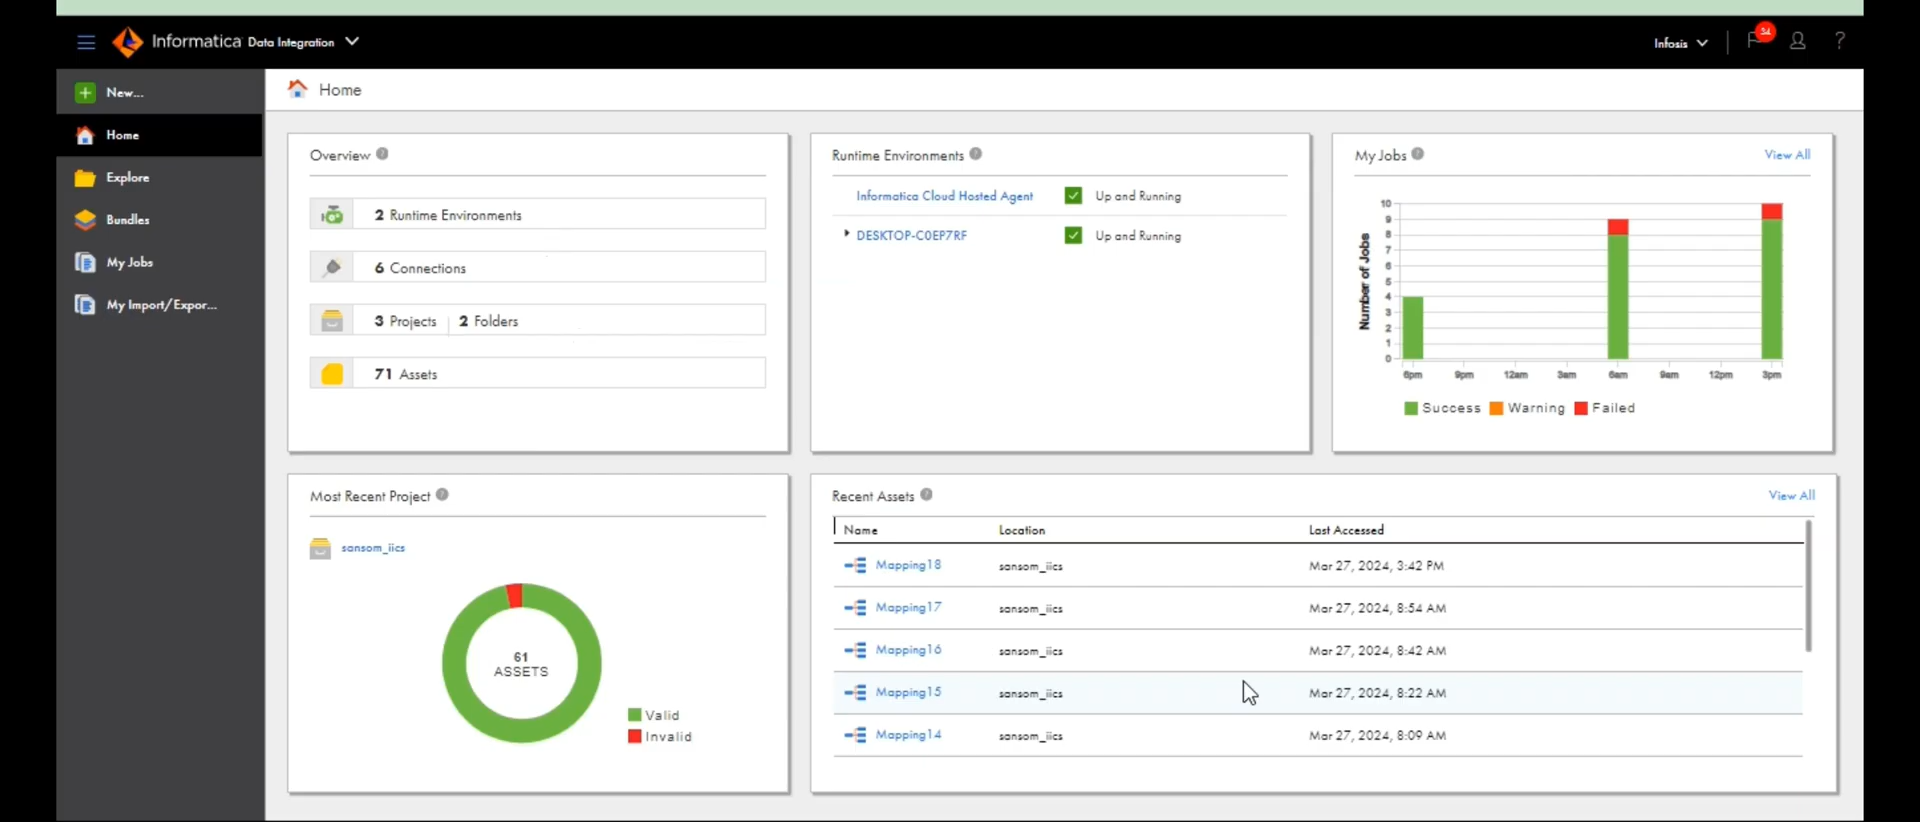 Informatica Data Integration
Infosis
34
?
New...
Home
Explore
Bundles
My Jobs
My Import/Expor...
Home
Overview ?
2 Runtime Environments
6 Connections
3 Projects | 2 Folders
71 Assets
Runtime Environments ?
Informatica Cloud Hosted Agent Up and Running
DESKTOP-C0EP7RF Up and Running
My Jobs ? View All
Number of Jobs
10
9
8
7
6
5
4
3
2
1
0
6pm 9pm 12am 3am 6am 9am 12pm 3pm
Success Warning Failed
Most Recent Project ?
sansom_iics
61
ASSETS
Valid
Invalid
Recent Assets ? View All
Name Location Last Accessed
Mapping18 sansom_iics Mar 27, 2024, 3:42 PM
Mapping17 sansom_iics Mar 27, 2024, 8:54 AM
Mapping16 sansom_iics Mar 27, 2024, 8:42 AM
Mapping15 sansom_iics Mar 27, 2024, 8:22 AM
Mapping14 sansom_iics Mar 27, 2024, 8:09 AM